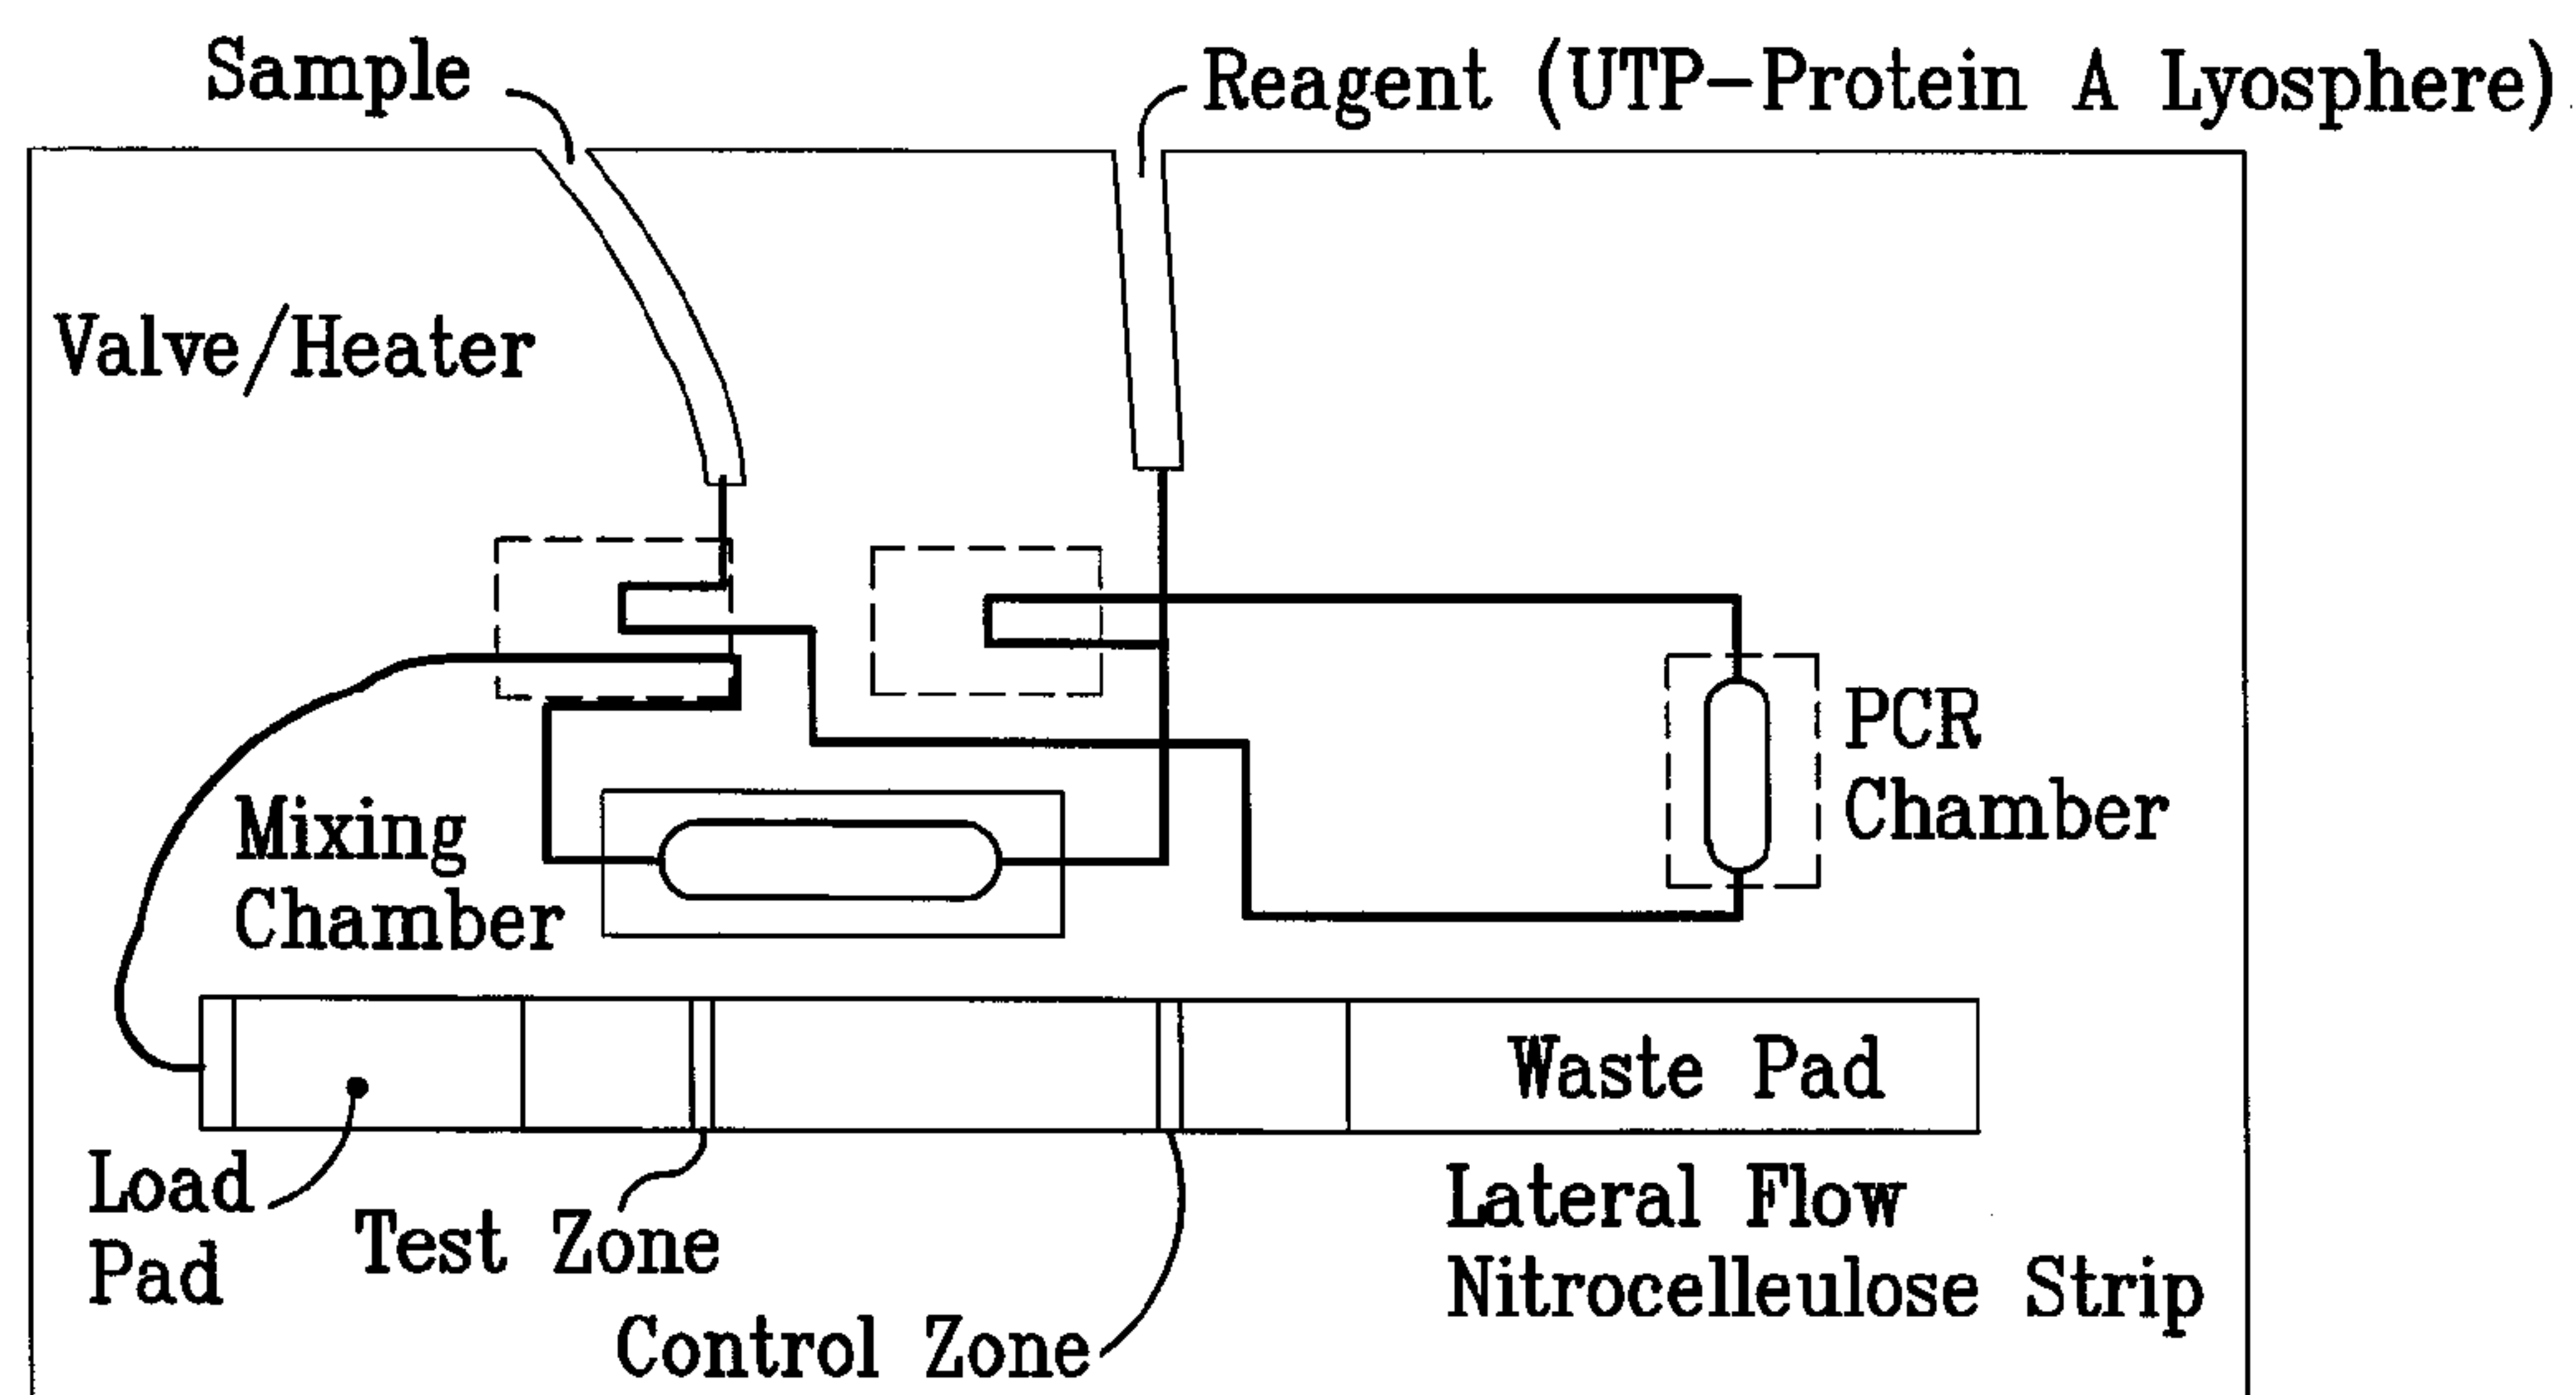 Sample
Reagent (UTP-Protein A Lyosphere)
Valve/Heater
PCR
Chamber
Mixing
Chamber
Waste Pad
Load
Pad
Test Zone
Control Zone
Lateral Flow
Nitrocelleulose Strip